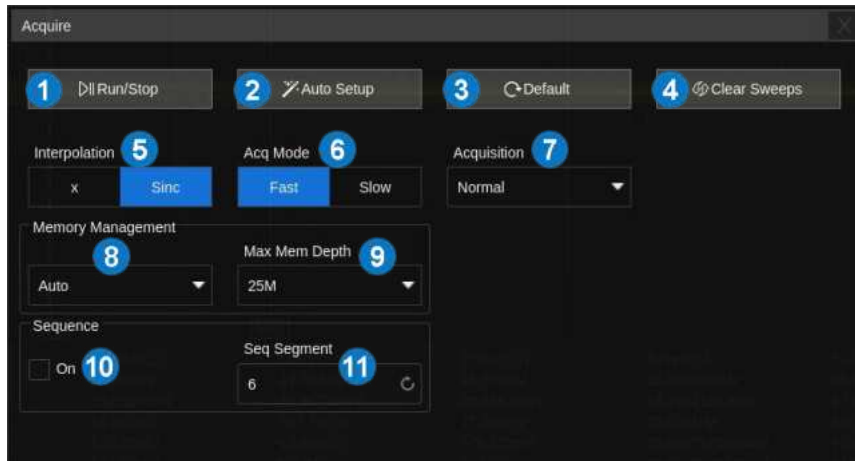 Acquire
X
1 Run/Stop 2 Auto Setup 3 Default 4 Clear Sweeps
Interpolation 5 Acq Mode 6 Acquisition 7
x Sinc Fast Slow Normal
Memory Management
8 Max Mem Depth 9
Auto 25M
Sequence
On 10 Seq Segment 11
6